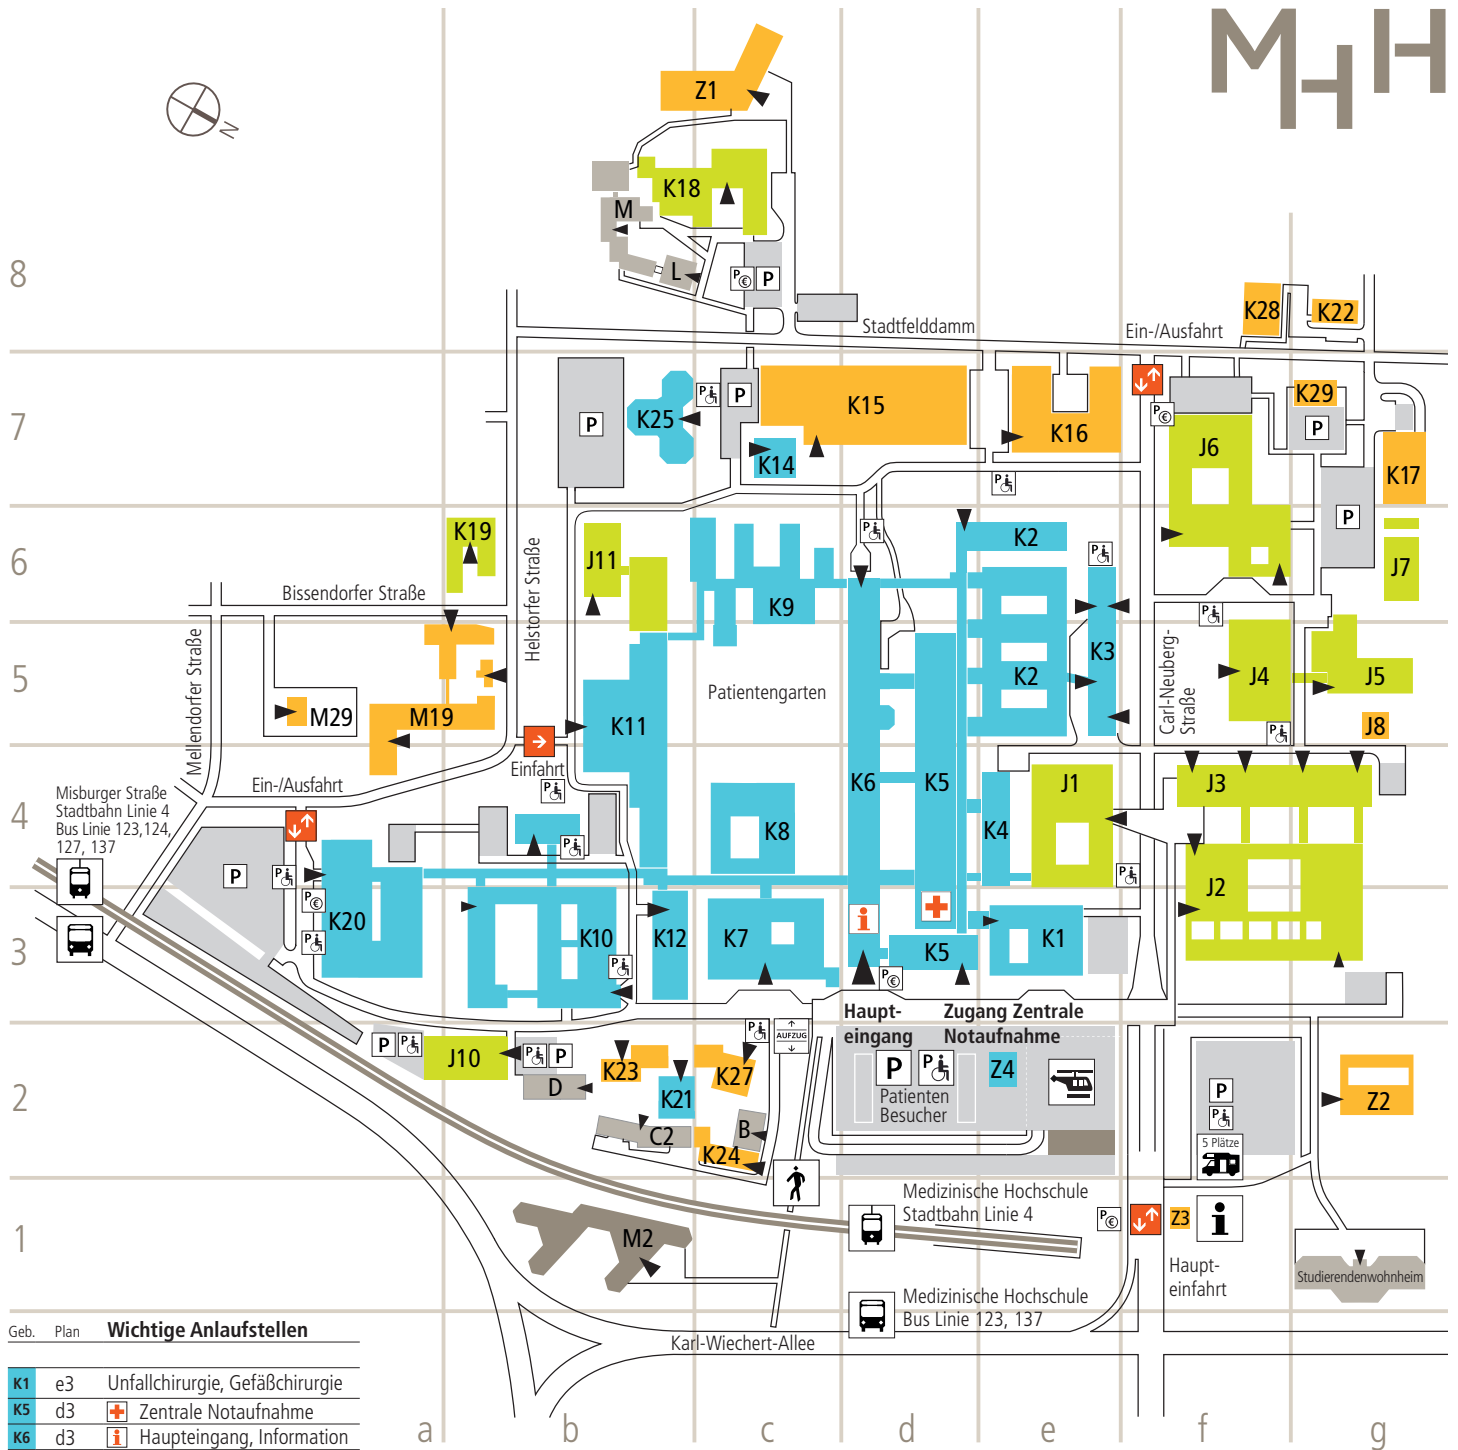 MHH
Z1
N
K18
M
L
P€
P
8
Stadtfelddamm
Ein-/Ausfahrt
K28
K22
7
P
K25
P
P
K15
K14
K16
P€
J6
K29
P
K17
P
K19
6
Bissendorfer Straße
Helstorfer Straße
J11
K9
P
K2
P
P
J7
Mellendorfer Straße
5
M29
M19
K11
Patientengarten
K2
K3
P
Carl-Neuberg-
Straße
J4
J5
J8
P
Misburger Straße
Stadtbahn Linie 4
Bus Linie 123,124,
127, 137
Ein-/Ausfahrt
Einfahrt
P
4
K8
K6
K5
K4
J1
J3
P
P
P
P
J2
P€
K20
P
K10
P
K12
K7
i
K5
K1
3
P€
Haupt-
eingang
Zugang Zentrale
Notaufnahme
P
P
J10
P
P
D
K23
K21
K27
P
AUFZUG
P
P
Patienten
Besucher
Z4
P
P
5 Plätze
Z2
2
C2
B
K24
1
M2
Medizinische Hochschule
Stadtbahn Linie 4
P€
Z3
i
Haupt-
einfahrt
Studierendenwohnheim
Medizinische Hochschule
Bus Linie 123, 137
Karl-Wiechert-Allee
Geb. Plan Wichtige Anlaufstellen
K1 e3 Unfallchirurgie, Gefäßchirurgie
K5 d3 Zentrale Notaufnahme
K6 d3 i Haupteingang, Information
a b c d e f g